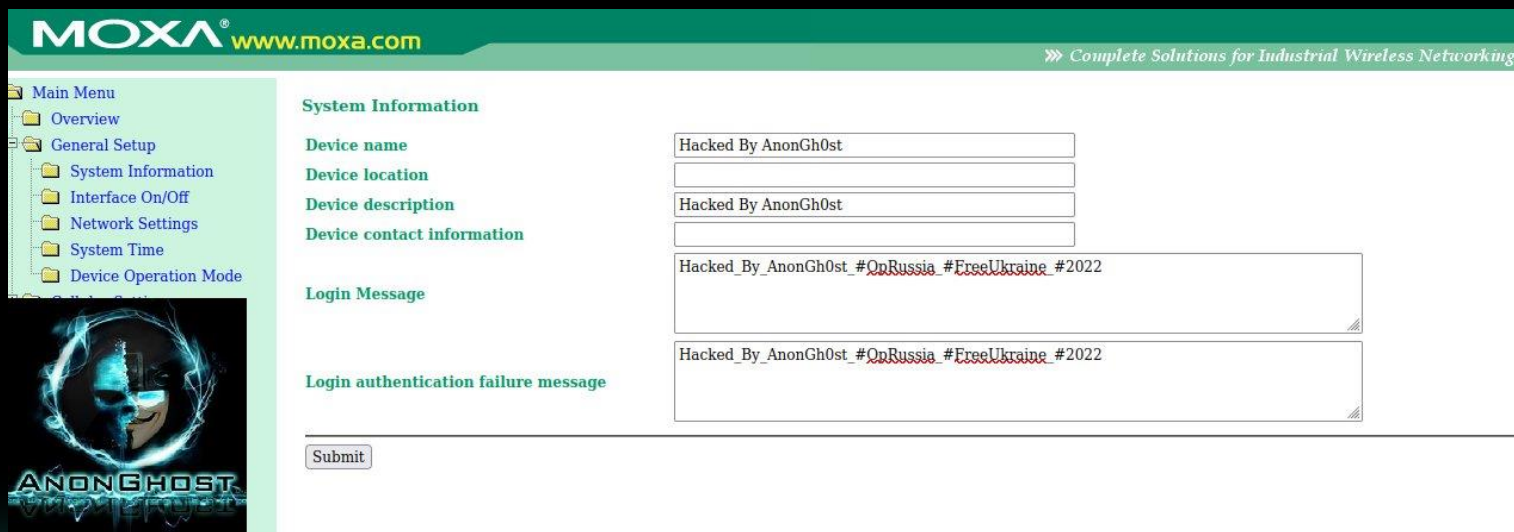 MOXA® www.moxa.com
Complete Solutions for Industrial Wireless Networking
Main Menu
Overview
General Setup
System Information
Interface On/Off
Network Settings
System Time
Device Operation Mode
System Information
Device name Hacked By AnonGh0st
Device location
Device description Hacked By AnonGh0st
Device contact information
Login Message Hacked_By_AnonGh0st_#OpRussia_#FreeUkraine_#2022
Login authentication failure message Hacked_By_AnonGh0st_#OpRussia_#FreeUkraine_#2022
Submit
ANONGHOST